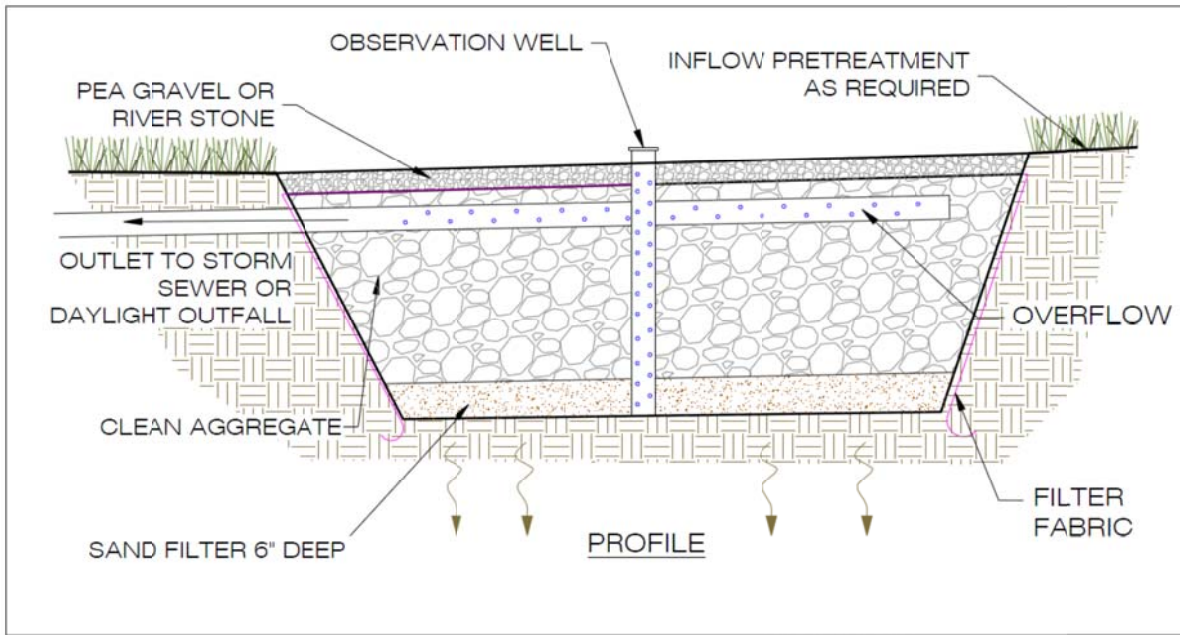 OBSERVATION WELL
INFLOW PRETREATMENT
AS REQUIRED
PEA GRAVEL OR
RIVER STONE
OUTLET TO STORM
SEWER OR
DAYLIGHT OUTFALL
OVERFLOW
CLEAN AGGREGATE
FILTER
FABRIC
SAND FILTER 6" DEEP
PROFILE